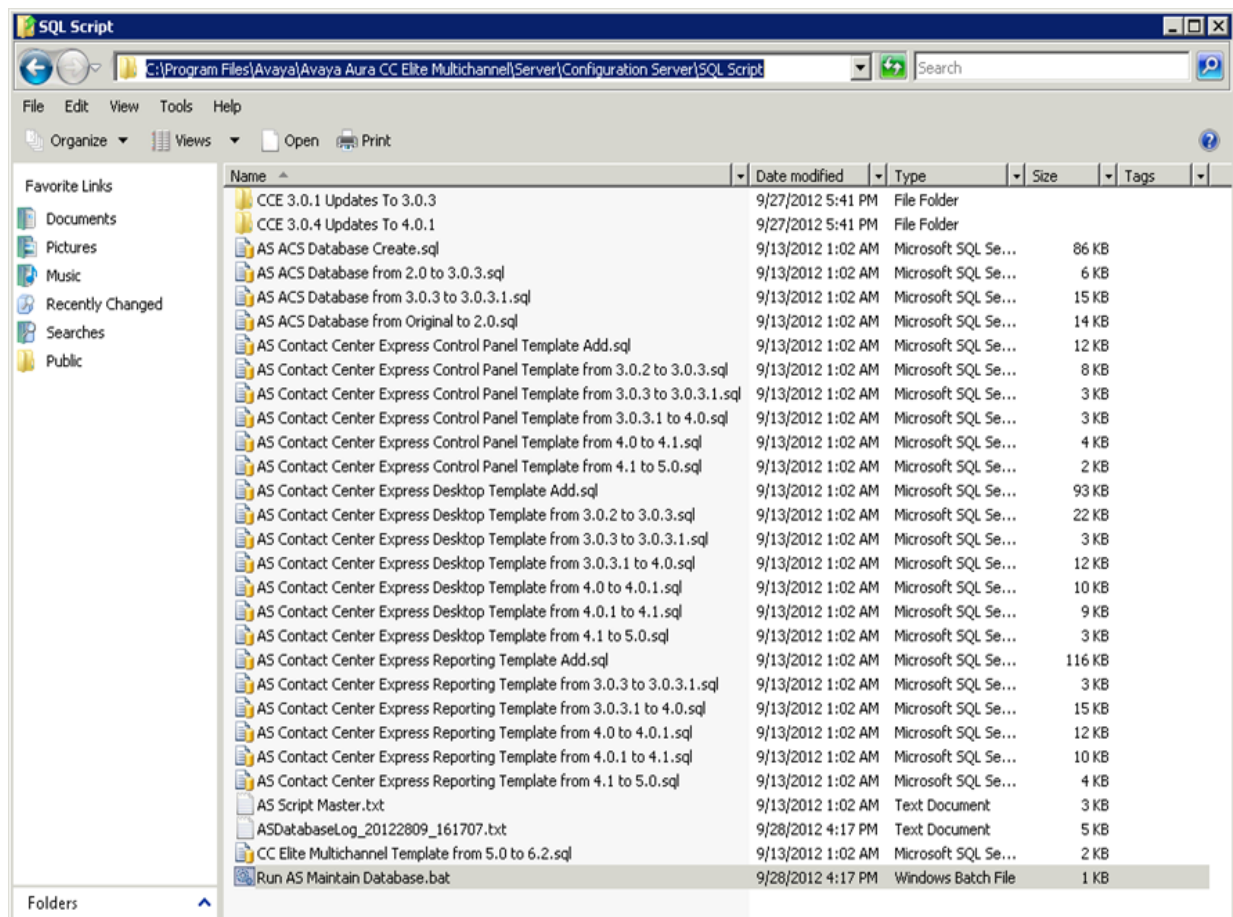 SQL Script
C:\Program Files\Avaya\Avaya Aura CC Elite Multichannel\Server\Configuration Server\SQL Script
Search
File Edit View Tools Help
Organize Views Open Print
Favorite Links
Documents
Pictures
Music
Recently Changed
Searches
Public
Folders
Name Date modified Type Size Tags
CCE 3.0.1 Updates To 3.0.3 9/27/2012 5:41 PM File Folder
CCE 3.0.4 Updates To 4.0.1 9/27/2012 5:41 PM File Folder
AS ACS Database Create.sql 9/13/2012 1:02 AM Microsoft SQL Se... 86 KB
AS ACS Database from 2.0 to 3.0.3.sql 9/13/2012 1:02 AM Microsoft SQL Se... 6 KB
AS ACS Database from 3.0.3 to 3.0.3.1.sql 9/13/2012 1:02 AM Microsoft SQL Se... 15 KB
AS ACS Database from Original to 2.0.sql 9/13/2012 1:02 AM Microsoft SQL Se... 14 KB
AS Contact Center Express Control Panel Template Add.sql 9/13/2012 1:02 AM Microsoft SQL Se... 12 KB
AS Contact Center Express Control Panel Template from 3.0.2 to 3.0.3.sql 9/13/2012 1:02 AM Microsoft SQL Se... 8 KB
AS Contact Center Express Control Panel Template from 3.0.3 to 3.0.3.1.sql 9/13/2012 1:02 AM Microsoft SQL Se... 3 KB
AS Contact Center Express Control Panel Template from 3.0.3.1 to 4.0.sql 9/13/2012 1:02 AM Microsoft SQL Se... 3 KB
AS Contact Center Express Control Panel Template from 4.0 to 4.1.sql 9/13/2012 1:02 AM Microsoft SQL Se... 4 KB
AS Contact Center Express Control Panel Template from 4.1 to 5.0.sql 9/13/2012 1:02 AM Microsoft SQL Se... 2 KB
AS Contact Center Express Desktop Template Add.sql 9/13/2012 1:02 AM Microsoft SQL Se... 93 KB
AS Contact Center Express Desktop Template from 3.0.2 to 3.0.3.sql 9/13/2012 1:02 AM Microsoft SQL Se... 22 KB
AS Contact Center Express Desktop Template from 3.0.3 to 3.0.3.1.sql 9/13/2012 1:02 AM Microsoft SQL Se... 3 KB
AS Contact Center Express Desktop Template from 3.0.3.1 to 4.0.sql 9/13/2012 1:02 AM Microsoft SQL Se... 12 KB
AS Contact Center Express Desktop Template from 4.0 to 4.0.1.sql 9/13/2012 1:02 AM Microsoft SQL Se... 10 KB
AS Contact Center Express Desktop Template from 4.0.1 to 4.1.sql 9/13/2012 1:02 AM Microsoft SQL Se... 9 KB
AS Contact Center Express Desktop Template from 4.1 to 5.0.sql 9/13/2012 1:02 AM Microsoft SQL Se... 3 KB
AS Contact Center Express Reporting Template Add.sql 9/13/2012 1:02 AM Microsoft SQL Se... 116 KB
AS Contact Center Express Reporting Template from 3.0.3 to 3.0.3.1.sql 9/13/2012 1:02 AM Microsoft SQL Se... 3 KB
AS Contact Center Express Reporting Template from 3.0.3.1 to 4.0.sql 9/13/2012 1:02 AM Microsoft SQL Se... 15 KB
AS Contact Center Express Reporting Template from 4.0 to 4.0.1.sql 9/13/2012 1:02 AM Microsoft SQL Se... 12 KB
AS Contact Center Express Reporting Template from 4.0.1 to 4.1.sql 9/13/2012 1:02 AM Microsoft SQL Se... 10 KB
AS Contact Center Express Reporting Template from 4.1 to 5.0.sql 9/13/2012 1:02 AM Microsoft SQL Se... 4 KB
AS Script Master.txt 9/13/2012 1:02 AM Text Document 3 KB
ASDatabaseLog_20122809_161707.txt 9/28/2012 4:17 PM Text Document 5 KB
CC Elite Multichannel Template from 5.0 to 6.2.sql 9/13/2012 1:02 AM Microsoft SQL Se... 2 KB
Run AS Maintain Database.bat 9/28/2012 4:17 PM Windows Batch File 1 KB